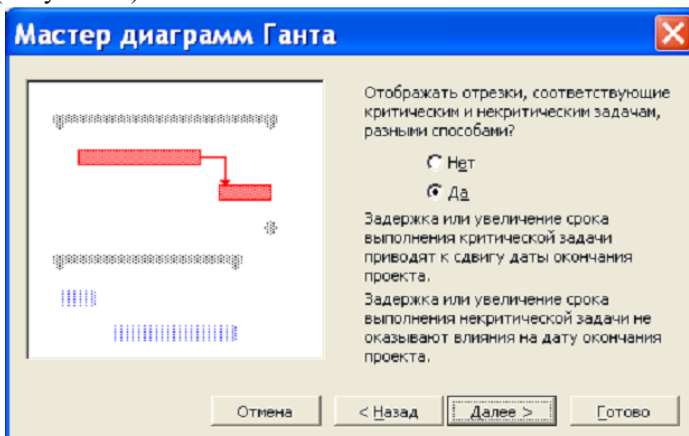 Мастер диаграмм Ганта
Отображать отрезки, соответствующие
критическим и некритическим задачам,
разными способами?
Нет
Да
Задержка или увеличение срока
выполнения критической задачи
приводят к сдвигу даты окончания
проекта.
Задержка или увеличение срока
выполнения некритической задачи не
оказывают влияния на дату окончания
проекта.
Отмена
< Назад
Далее >
Готово